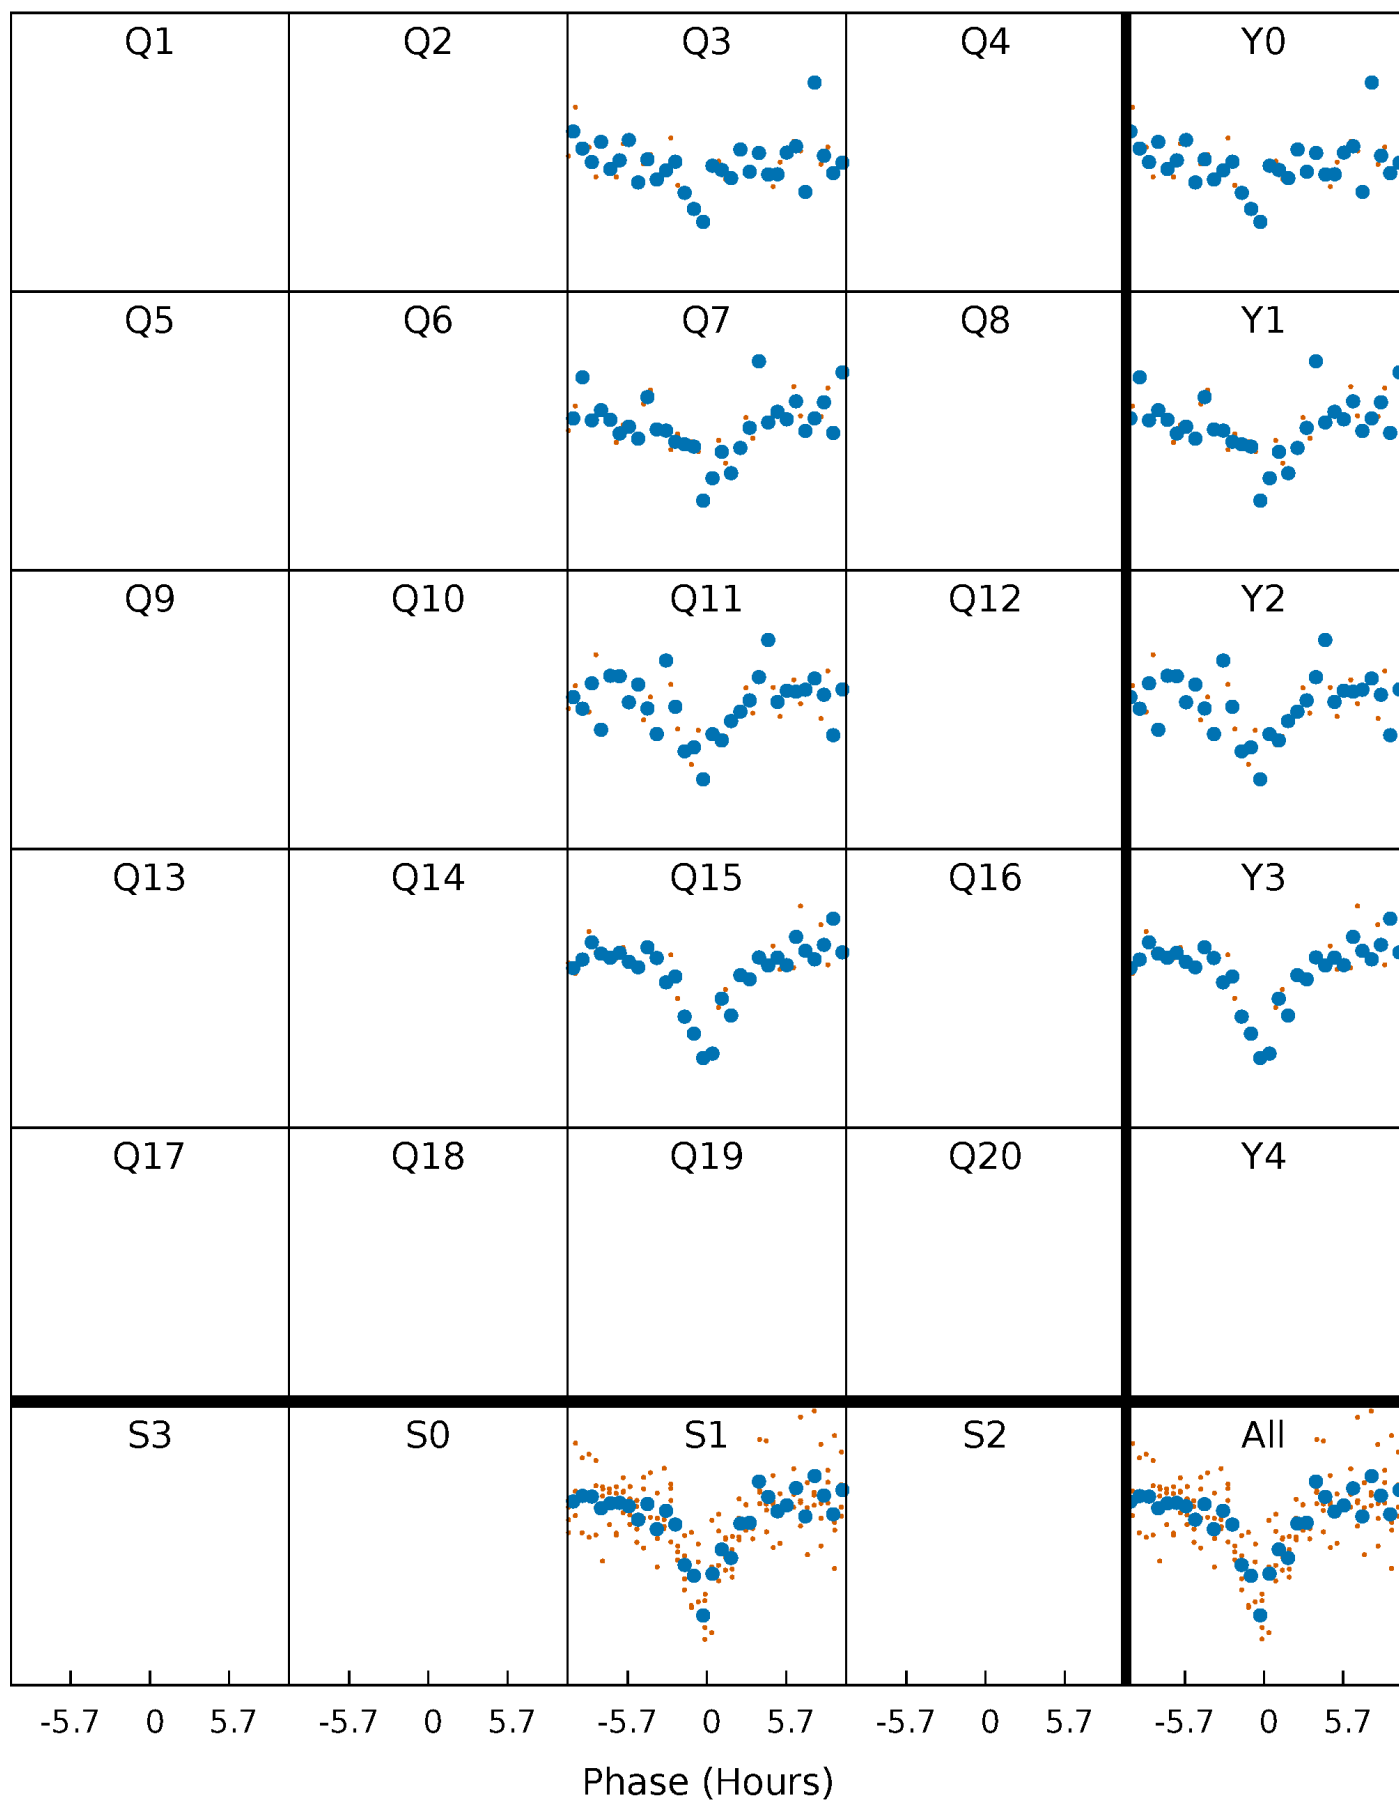 Q1 Q2 Q3 Q4 Y0
Q5 Q6 Q7 Q8 Y1
Q9 Q10 Q11 Q12 Y2
Q13 Q14 Q15 Q16 Y3
Q17 Q18 Q19 Q20 Y4
S3 S0 S1 S2 All
-5.7 0 5.7 -5.7 0 5.7 -5.7 0 5.7 -5.7 0 5.7 -5.7 0 5.7
Phase (Hours)